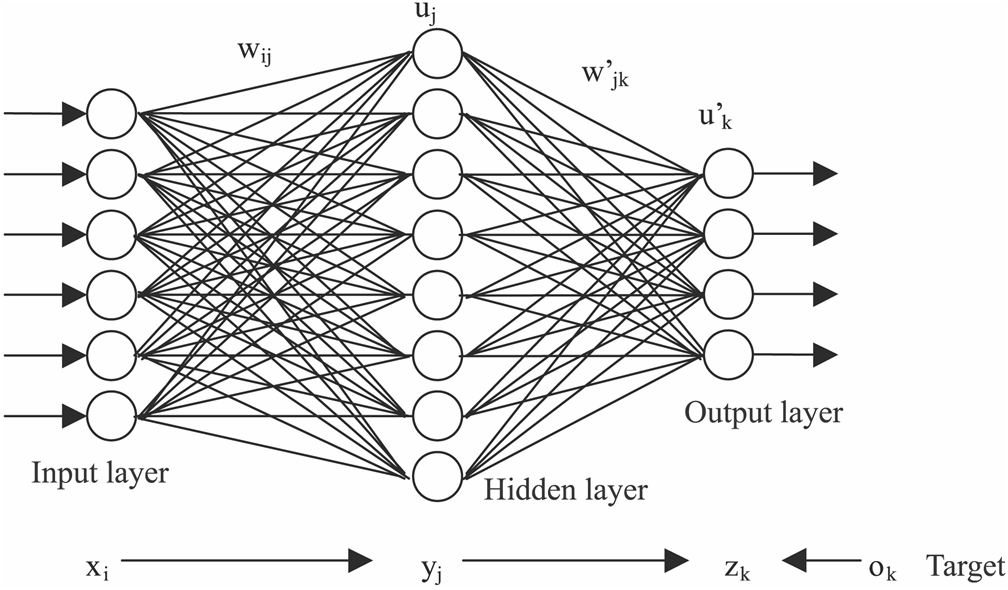 uj
wij
w’jk
u’k
Output layer
Input layer
Hidden layer
xi yj zk ok Target